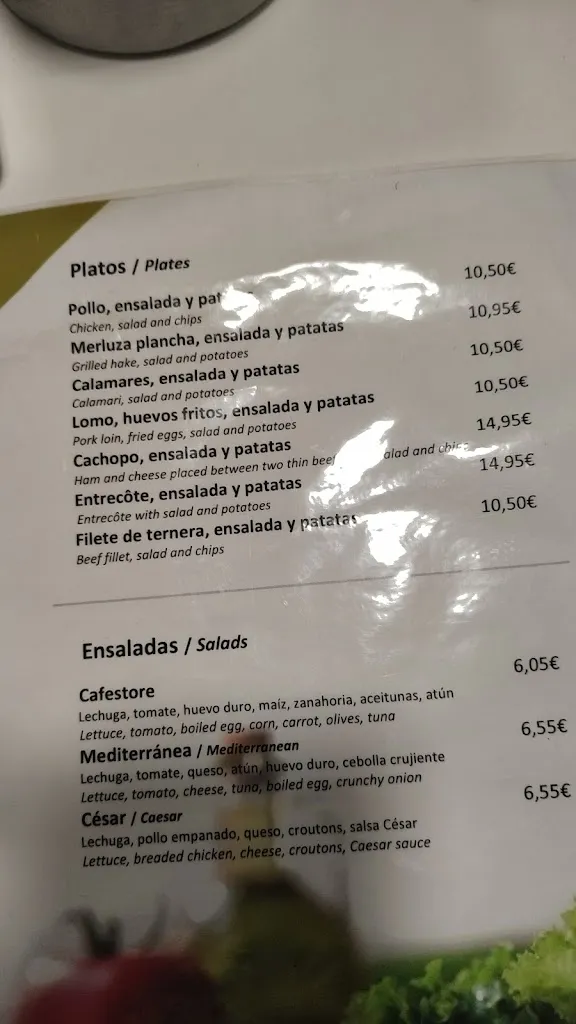 Platos / Plates
Pollo, ensalada y 10,50€
Chicken, salad and chips
Merluza plancha, ensalada y patatas 10,95€
Grilled hake, salad and potatoes
Calamares, ensalada y patatas 10,50€
Calamari, salad and potatoes
Lomo, huevos fritos, ensalada y patatas 10,50€
Pork loin, fried eggs, salad and potatoes
Cachopo, ensalada y patatas 14,95€
Ham and cheese placed between two thin salad and chips
Entrecôte, ensalada y patatas 14,95€
Entrecôte with salad and potatoes
Filete de ternera, ensalada y patatas 10,50€
Beef fillet, salad and chips
Ensaladas / Salads
Cafestore 6,05€
Lechuga, tomate, huevo duro, maíz, zanahoria, aceitunas, atún
Lettuce, tomato, boiled egg, corn, carrot, olives, tuna
Mediterránea / Mediterranean 6,55€
Lechuga, tomate, queso, atún, huevo duro, cebolla crujiente
Lettuce, tomato, cheese, tuna, boiled egg, crunchy onion
César / Caesar 6,55€
Lechuga, pollo empanado, queso, croutons, salsa César
Lettuce, breaded chicken, cheese, croutons, Caesar sauce